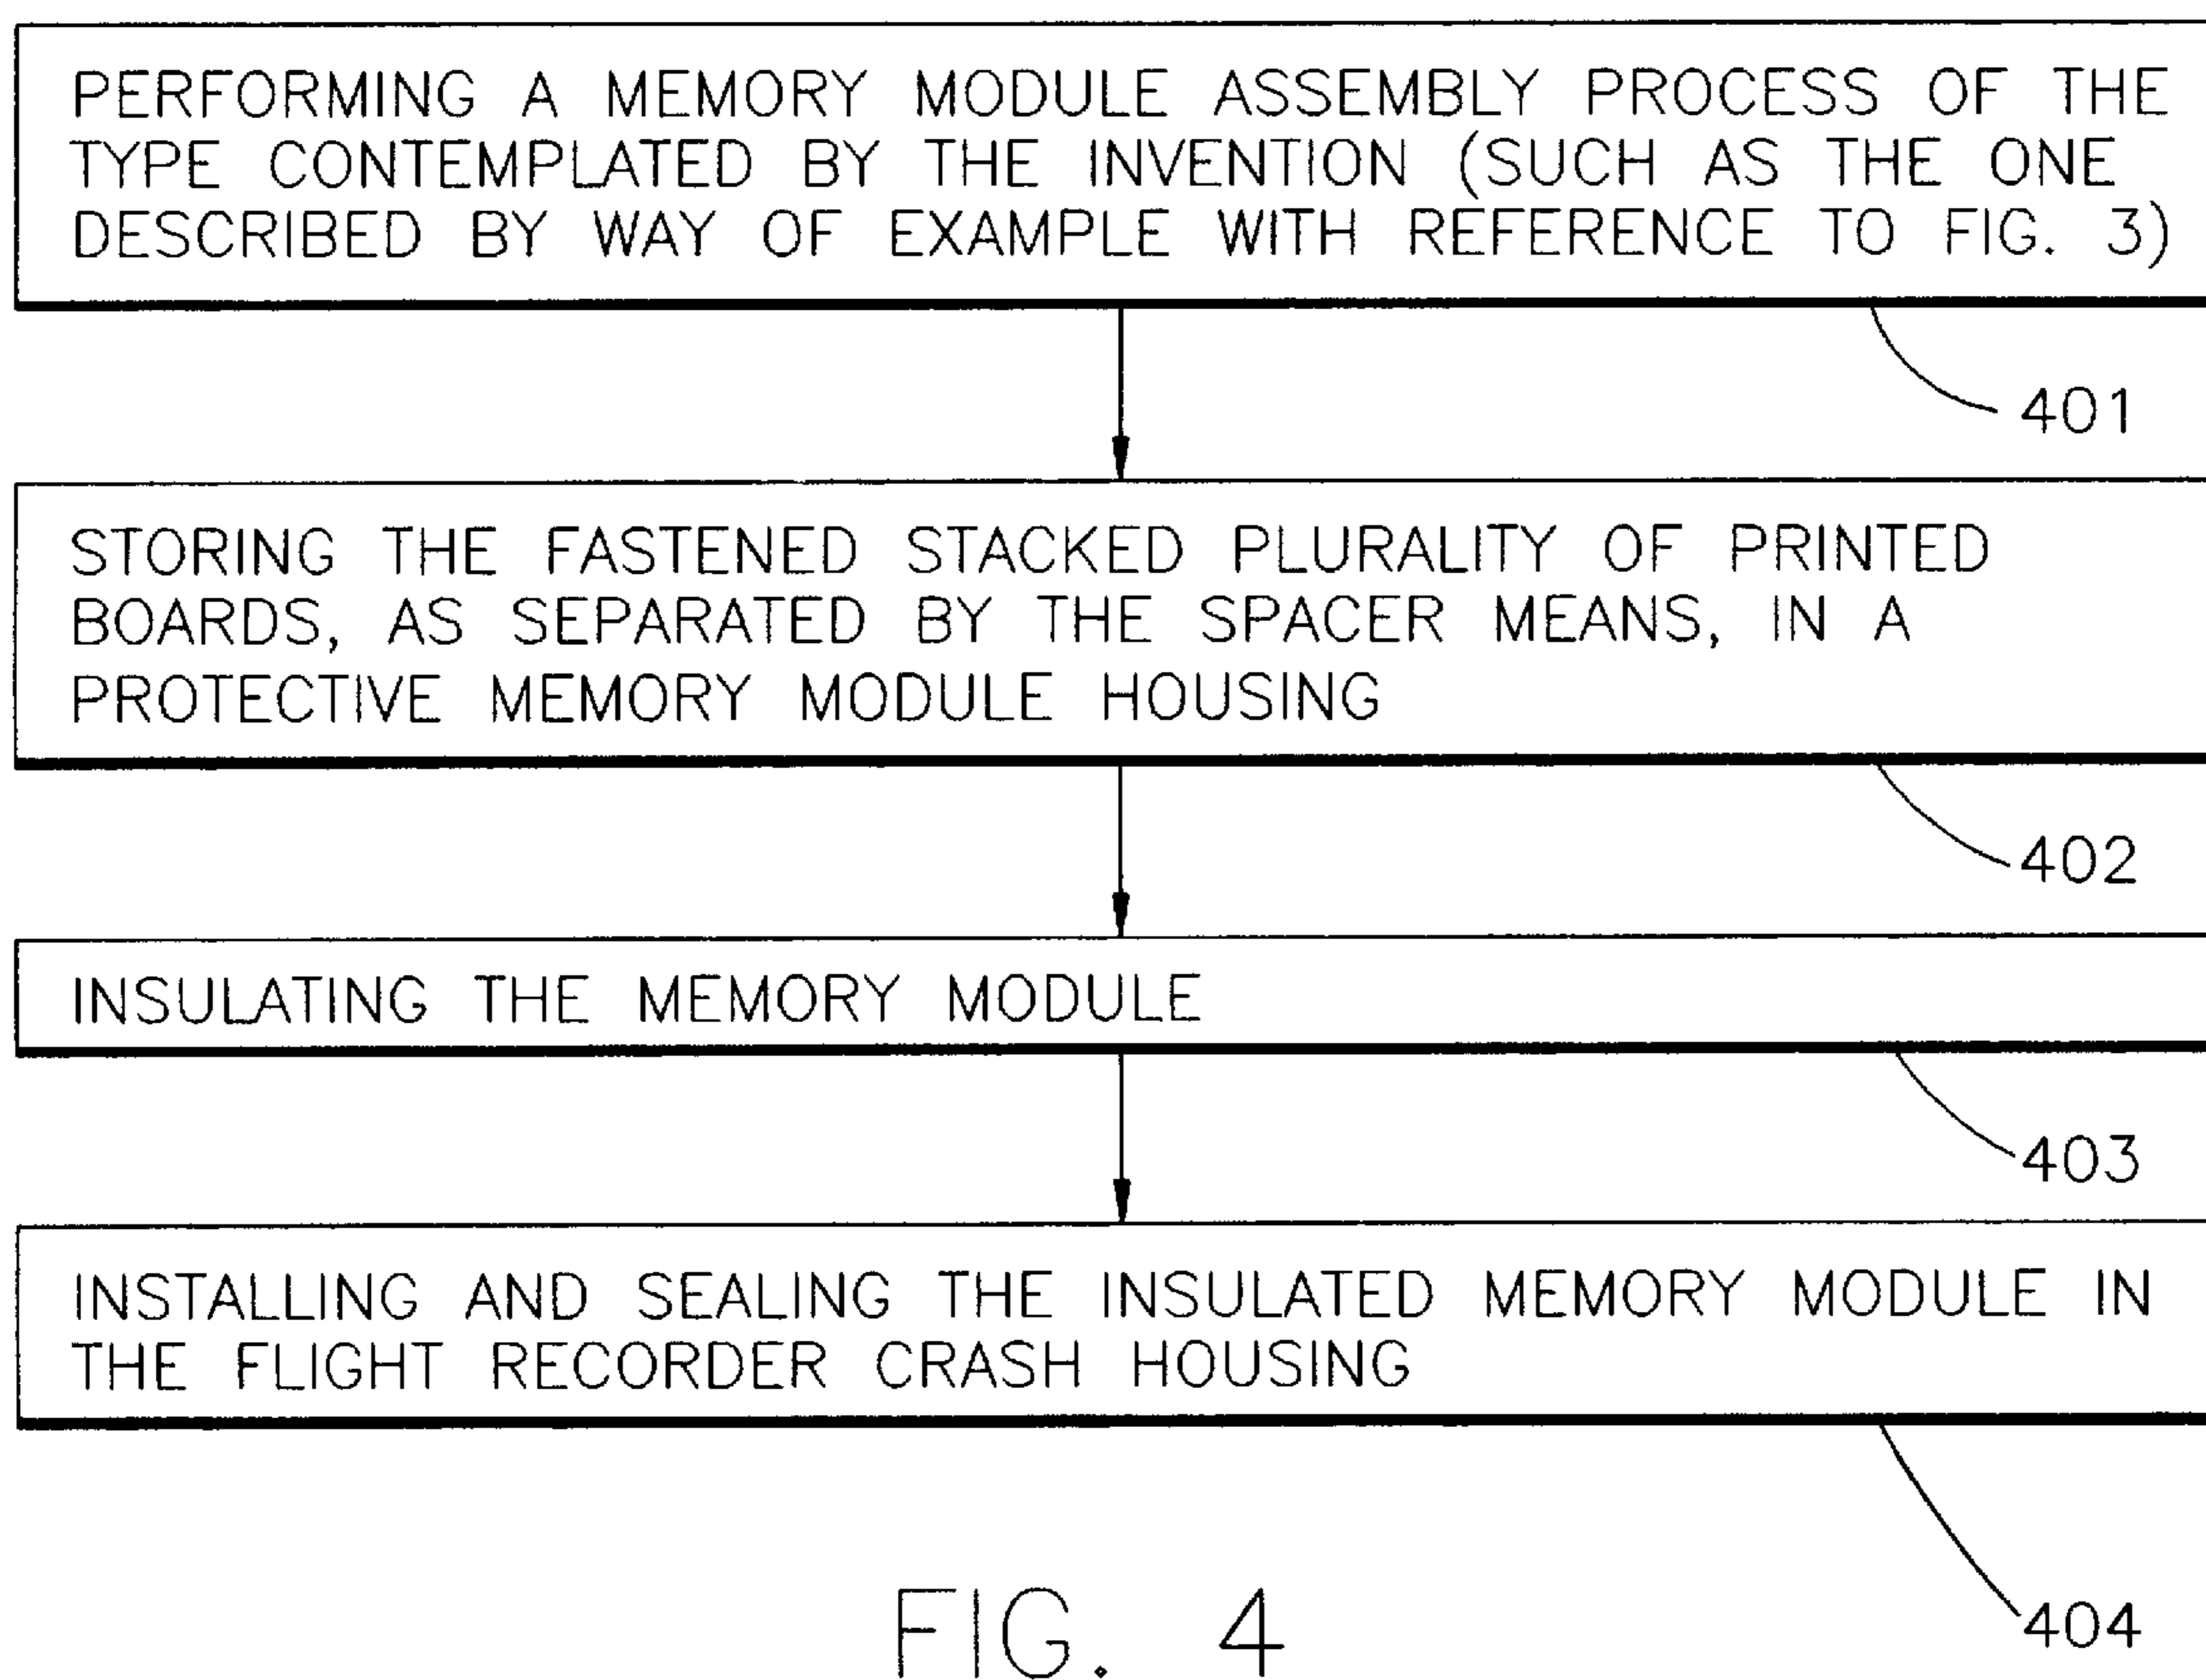 PERFORMING A MEMORY MODULE ASSEMBLY PROCESS OF THE
TYPE CONTEMPLATED BY THE INVENTION (SUCH AS THE ONE
DESCRIBED BY WAY OF EXAMPLE WITH REFERENCE TO FIG. 3)
401
STORING THE FASTENED STACKED PLURALITY OF PRINTED
BOARDS, AS SEPARATED BY THE SPACER MEANS, IN A
PROTECTIVE MEMORY MODULE HOUSING
402
INSULATING THE MEMORY MODULE
403
INSTALLING AND SEALING THE INSULATED MEMORY MODULE IN
THE FLIGHT RECORDER CRASH HOUSING
404
FIG. 4